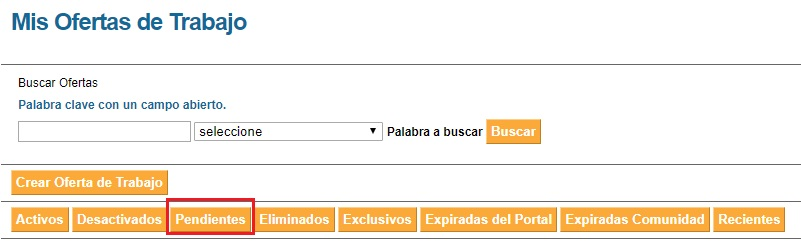 Mis Ofertas de Trabajo
Buscar Ofertas
Palabra clave con un campo abierto.
seleccione Palabra a buscar Buscar
Crear Oferta de Trabajo
Activos Desactivados Pendientes Eliminados Exclusivos Expiradas del Portal Expiradas Comunidad Recientes